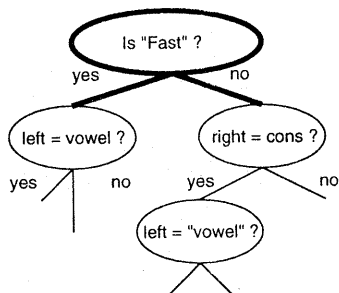 Is "Fast" ?
yes no
left = vowel ?
right = cons ?
yes no
yes no
left = "vowel" ?